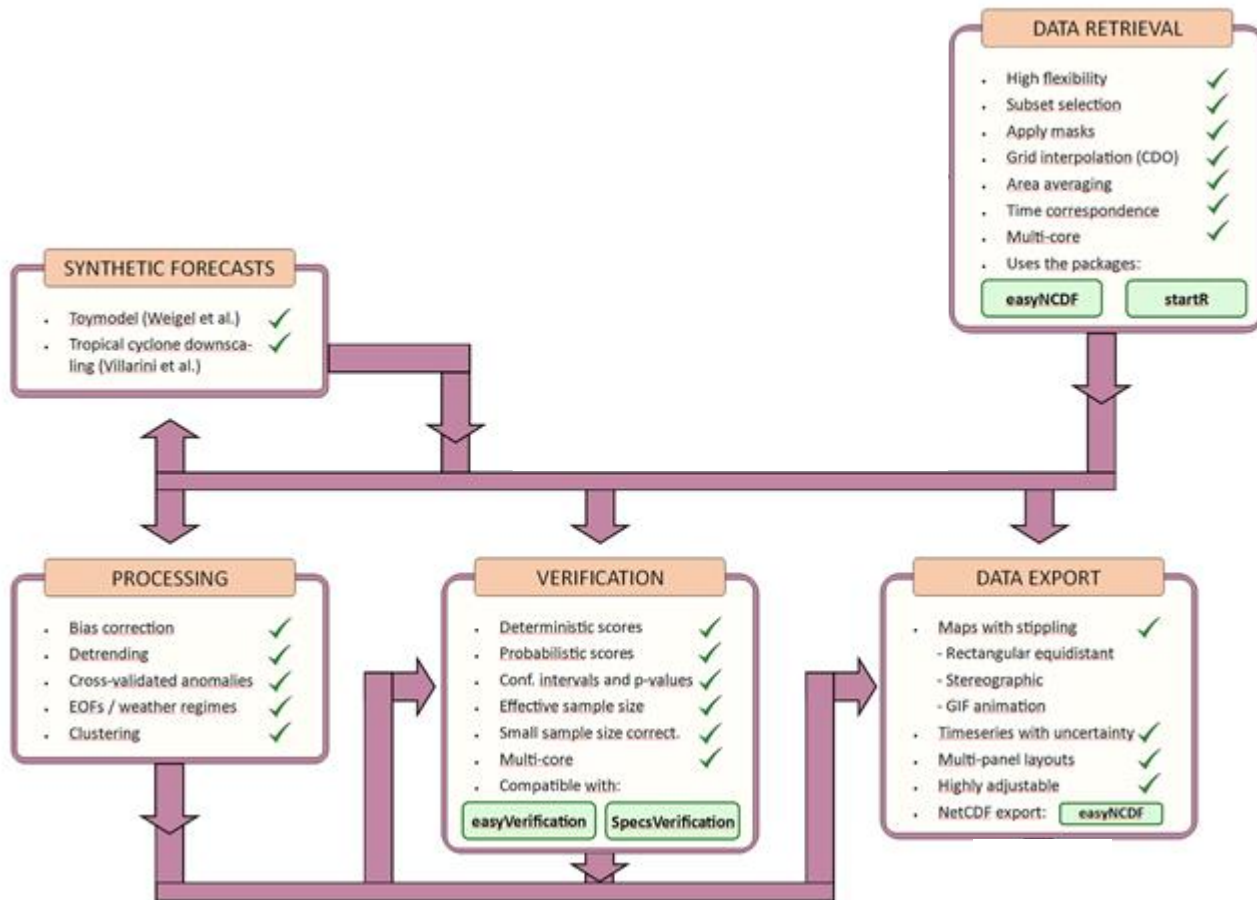 DATA RETRIEVAL
• High flexibility
• Subset selection
• Apply masks
• Grid interpolation (CDO)
• Area averaging
• Time correspondence
• Multi-core
• Uses the packages:
easyNCDF
startR
SYNTHETIC FORECASTS
• Toymodel (Weigel et al.)
• Tropical cyclone downsca-
ling (Villarini et al.)
PROCESSING
• Bias correction
• Detrending
• Cross-validated anomalies
• EOFs / weather regimes
• Clustering
VERIFICATION
• Deterministic scores
• Probabilistic scores
• Conf. intervals and p-values
• Effective sample size
• Small sample size correct.
• Multi-core
• Compatible with:
easyVerification
SpecsVerification
DATA EXPORT
• Maps with stippling
- Rectangular equidistant
- Stereographic
- GIF animation
• Timeseries with uncertainty
• Multi-panel layouts
• Highly adjustable
• NetCDF export: easyNCDF